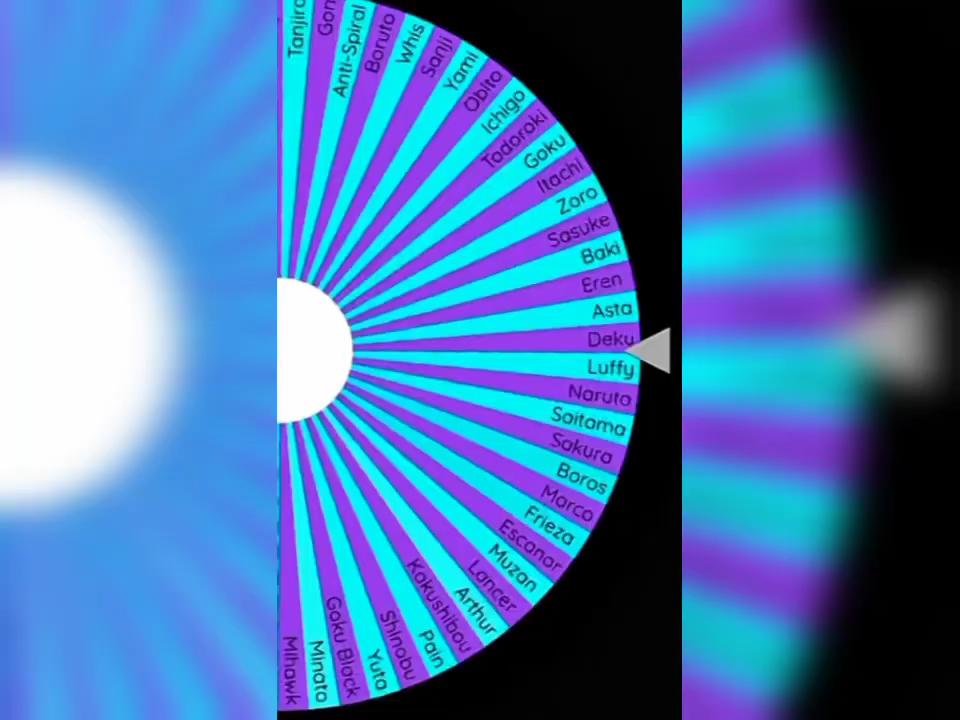 Tanjiro
Gon
Anti-Spiral
Boruto
Whis
Sanji
Yami
Obito
Ichigo
Todoroki
Goku
Itachi
Zoro
Sasuke
Baki
Eren
Asta
Deku
Luffy
Naruto
Saitama
Sakura
Boros
Marco
Frieza
Escanor
Muzan
Lancer
Arthur
Kokushibou
Pain
Shinobu
Yuta
Goku Black
Minato
Mihawk